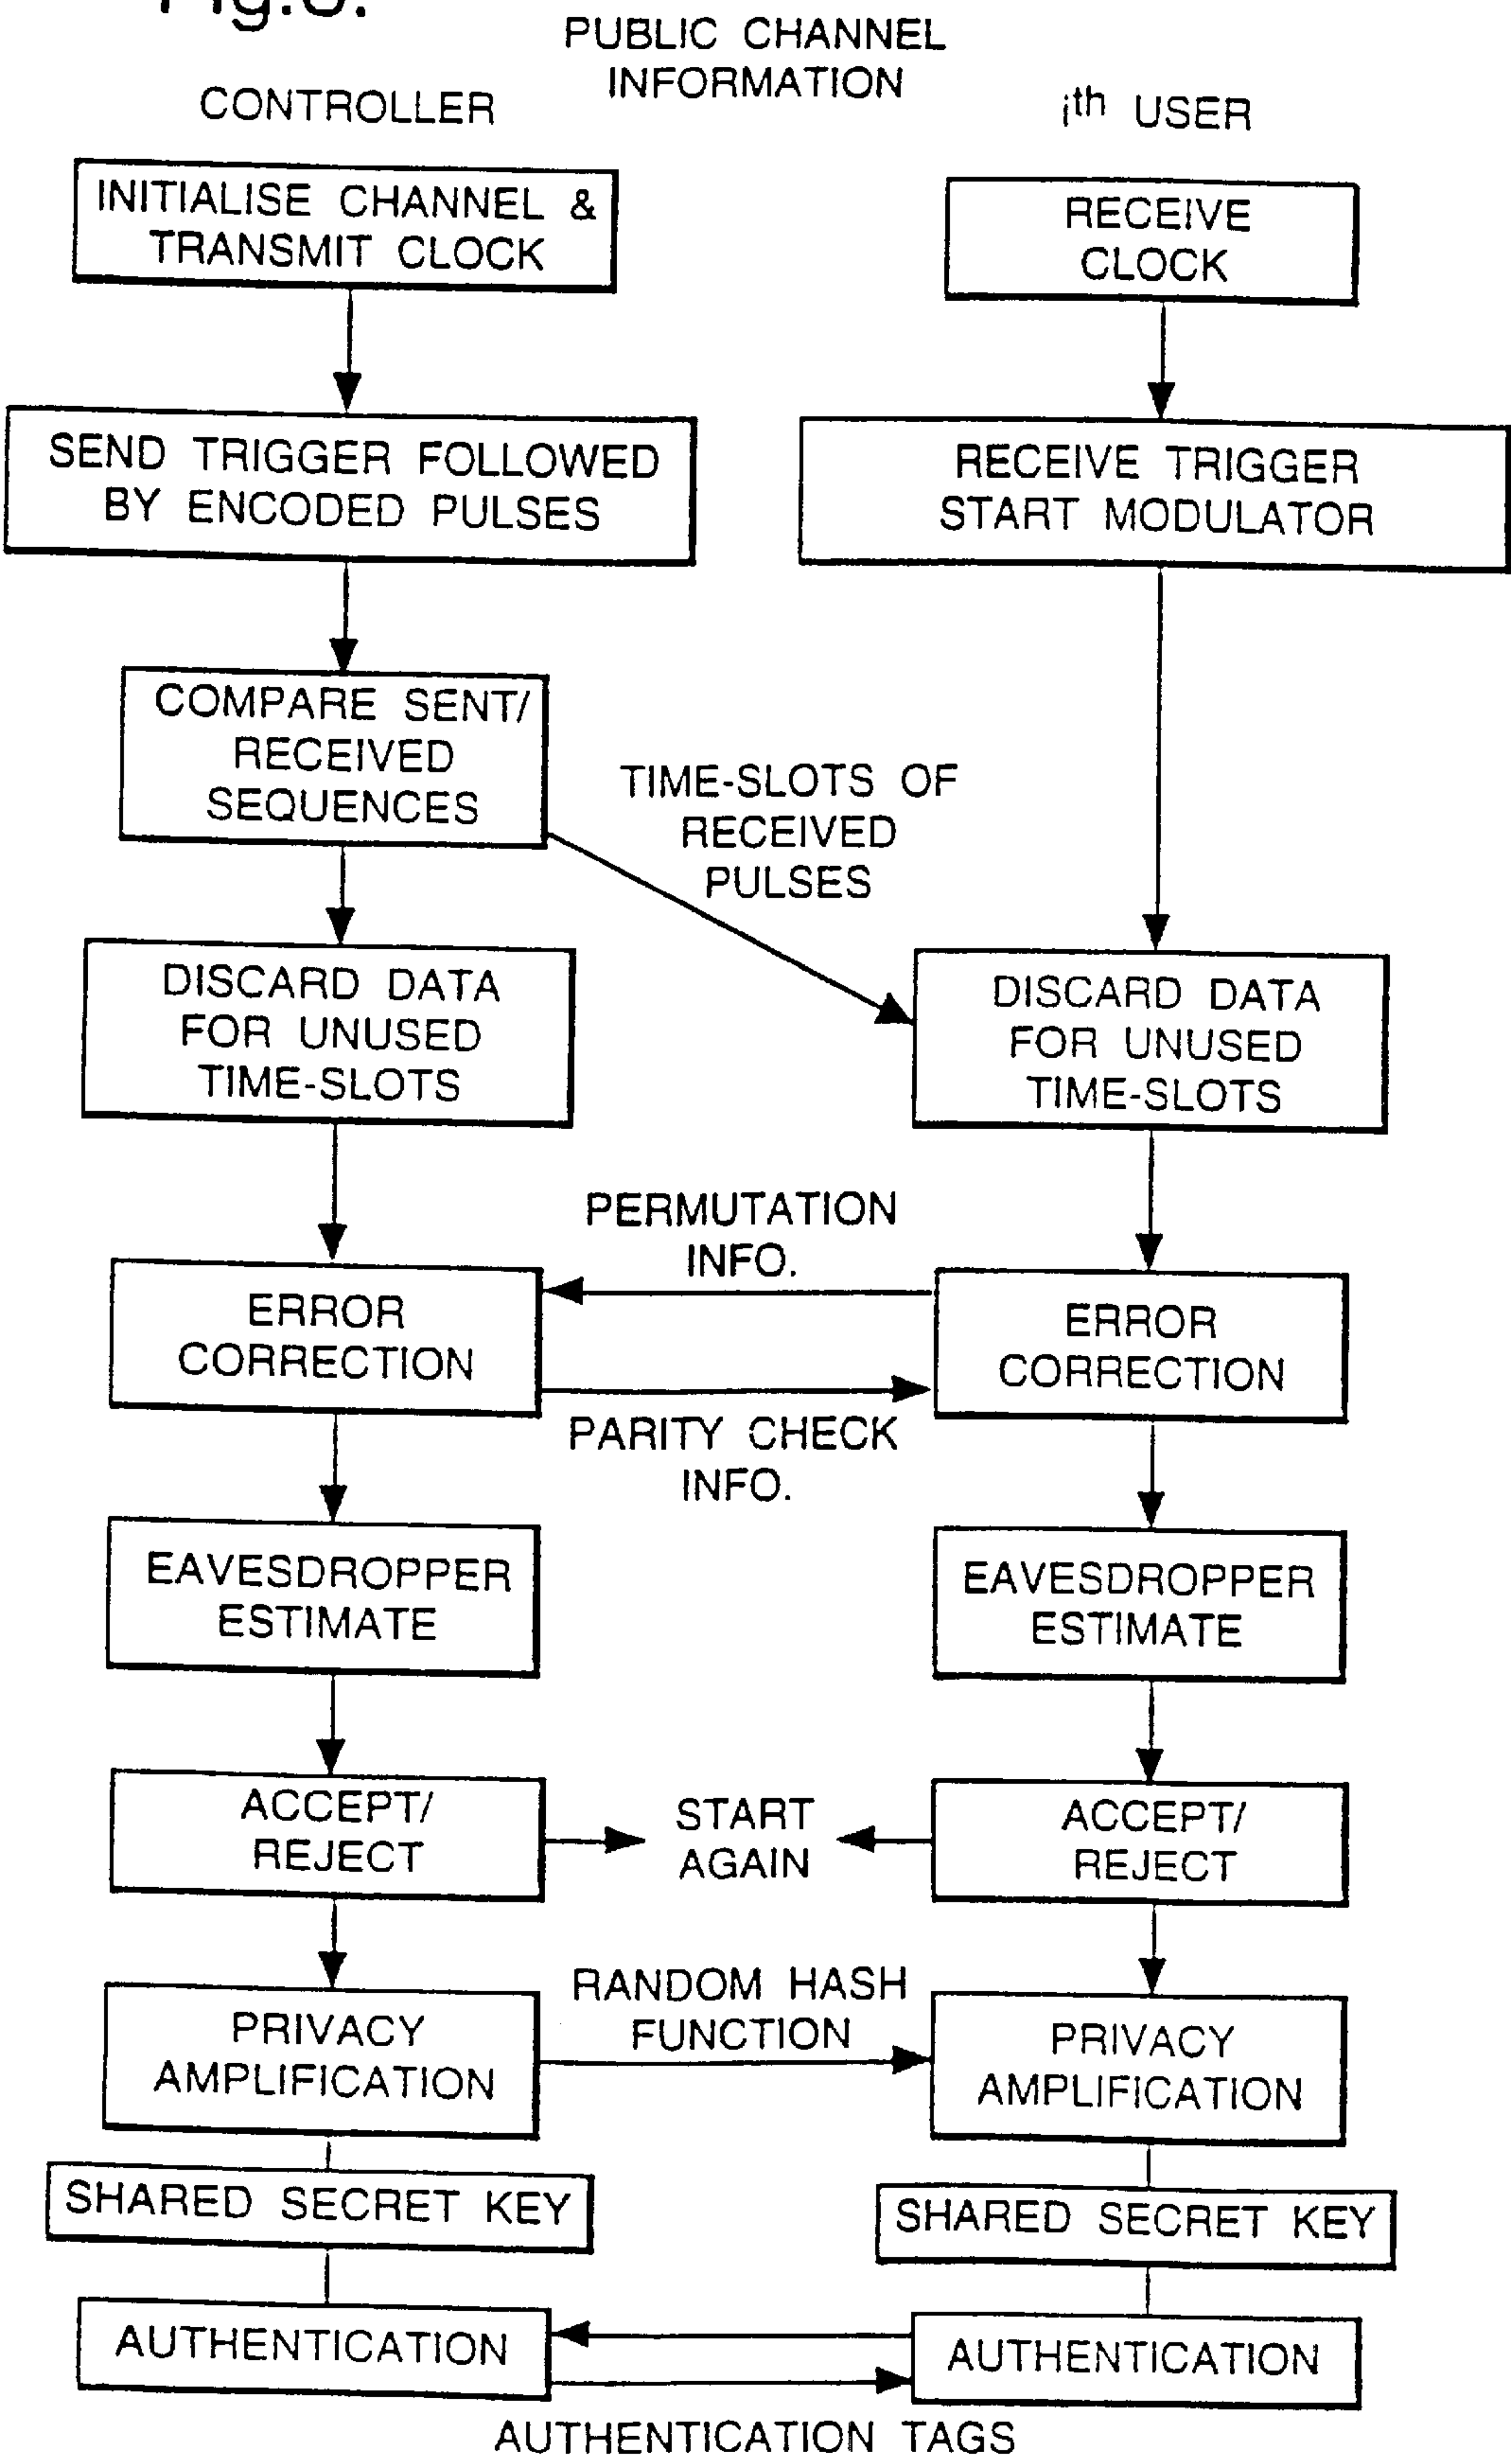 Fig.
PUBLIC CHANNEL
INFORMATION
CONTROLLER
ith USER
INITIALISE CHANNEL &
TRANSMIT CLOCK
RECEIVE
CLOCK
SEND TRIGGER FOLLOWED
BY ENCODED PULSES
RECEIVE TRIGGER
START MODULATOR
COMPARE SENT/
RECEIVED
SEQUENCES
TIME-SLOTS OF
RECEIVED
PULSES
DISCARD DATA
FOR UNUSED
TIME-SLOTS
DISCARD DATA
FOR UNUSED
TIME-SLOTS
PERMUTATION
INFO.
ERROR
CORRECTION
ERROR
CORRECTION
PARITY CHECK
INFO.
EAVESDROPPER
ESTIMATE
EAVESDROPPER
ESTIMATE
ACCEPT/
REJECT
START
AGAIN
ACCEPT/
REJECT
RANDOM HASH
FUNCTION
PRIVACY
AMPLIFICATION
PRIVACY
AMPLIFICATION
SHARED SECRET KEY
SHARED SECRET KEY
AUTHENTICATION
AUTHENTICATION
AUTHENTICATION TAGS